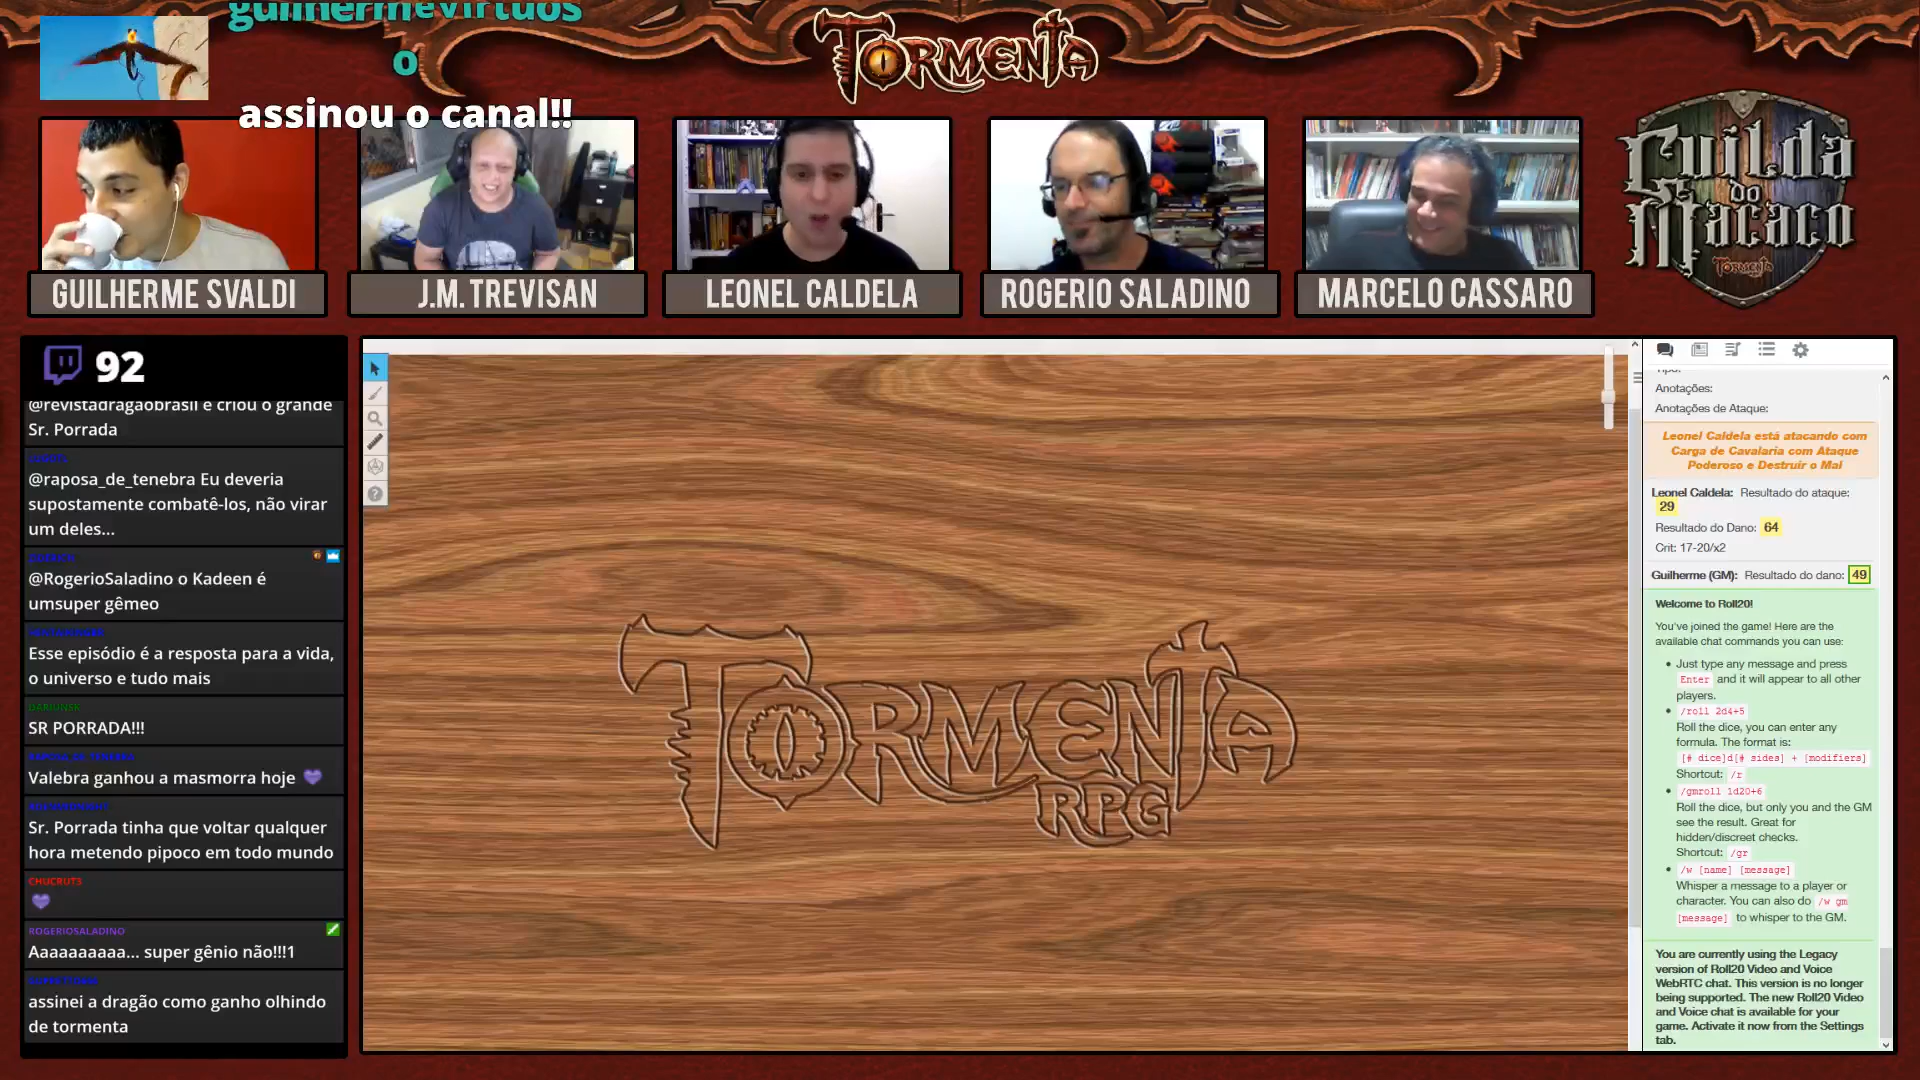 guilhermevirtuos
o
assinou o canal!!
TORMENTA
GUILHERME SVALDI
J.M. TREVISAN
LEONEL CALDELA
ROGERIO SALADINO
MARCELO CASSARO
Guilda
do
Macaco
TORMENTA
92
@revistadragaobrasil e criou o grande
Sr. Porrada
@raposa_de_tenebra Eu deveria
supostamente combatê-los, não virar
um deles...
@RogerioSaladino o Kadeen é
umsuper gêmeo
Esse episódio é a resposta para a vida,
o universo e tudo mais
DARIUNSK
SR PORRADA!!!
RAPOSA_DE_TENEBRA
Valebra ganhou a masmorra hoje
Sr. Porrada tinha que voltar qualquer
hora metendo pipoco em todo mundo
CHUCRUT3
ROGERIOSALADINO
Aaaaaaaaaa... super gênio não!!!1
assinei a dragão como ganho olhindo
de tormenta
TORMENTA
RPG
Tipo:
Anotações:
Anotações de Ataque:
Leonel Caldela está atacando com
Carga de Cavalaria com Ataque
Poderoso e Destruir o Mal
Leonel Caldela: Resultado do ataque:
29
Resultado do Dano: 64
Crit: 17-20/x2
Guilherme (GM): Resultado do dano: 49
Welcome to Roll20!
You've joined the game! Here are the
available chat commands you can use:
Just type any message and press
Enter and it will appear to all other
players.
/roll 2d4+5
Roll the dice, you can enter any
formula. The format is:
[# dice]d[# sides] + [modifiers]
Shortcut: /r
/gmroll 1d20+6
Roll the dice, but only you and the GM
see the result. Great for
hidden/discreet checks.
Shortcut: /gr
/w [name] [message]
Whisper a message to a player or
character. You can also do /w gm
[message] to whisper to the GM.
You are currently using the Legacy
version of Roll20 Video and Voice
WebRTC chat. This version is no longer
being supported. The new Roll20 Video
and Voice chat is available for your
game. Activate it now from the Settings
tab.